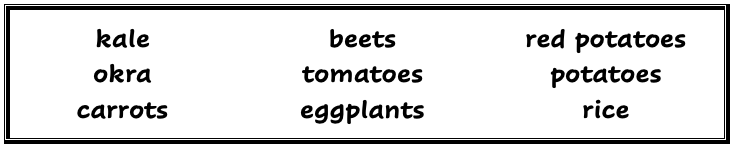 kale beets red potatoes
okra tomatoes potatoes
carrots eggplants rice